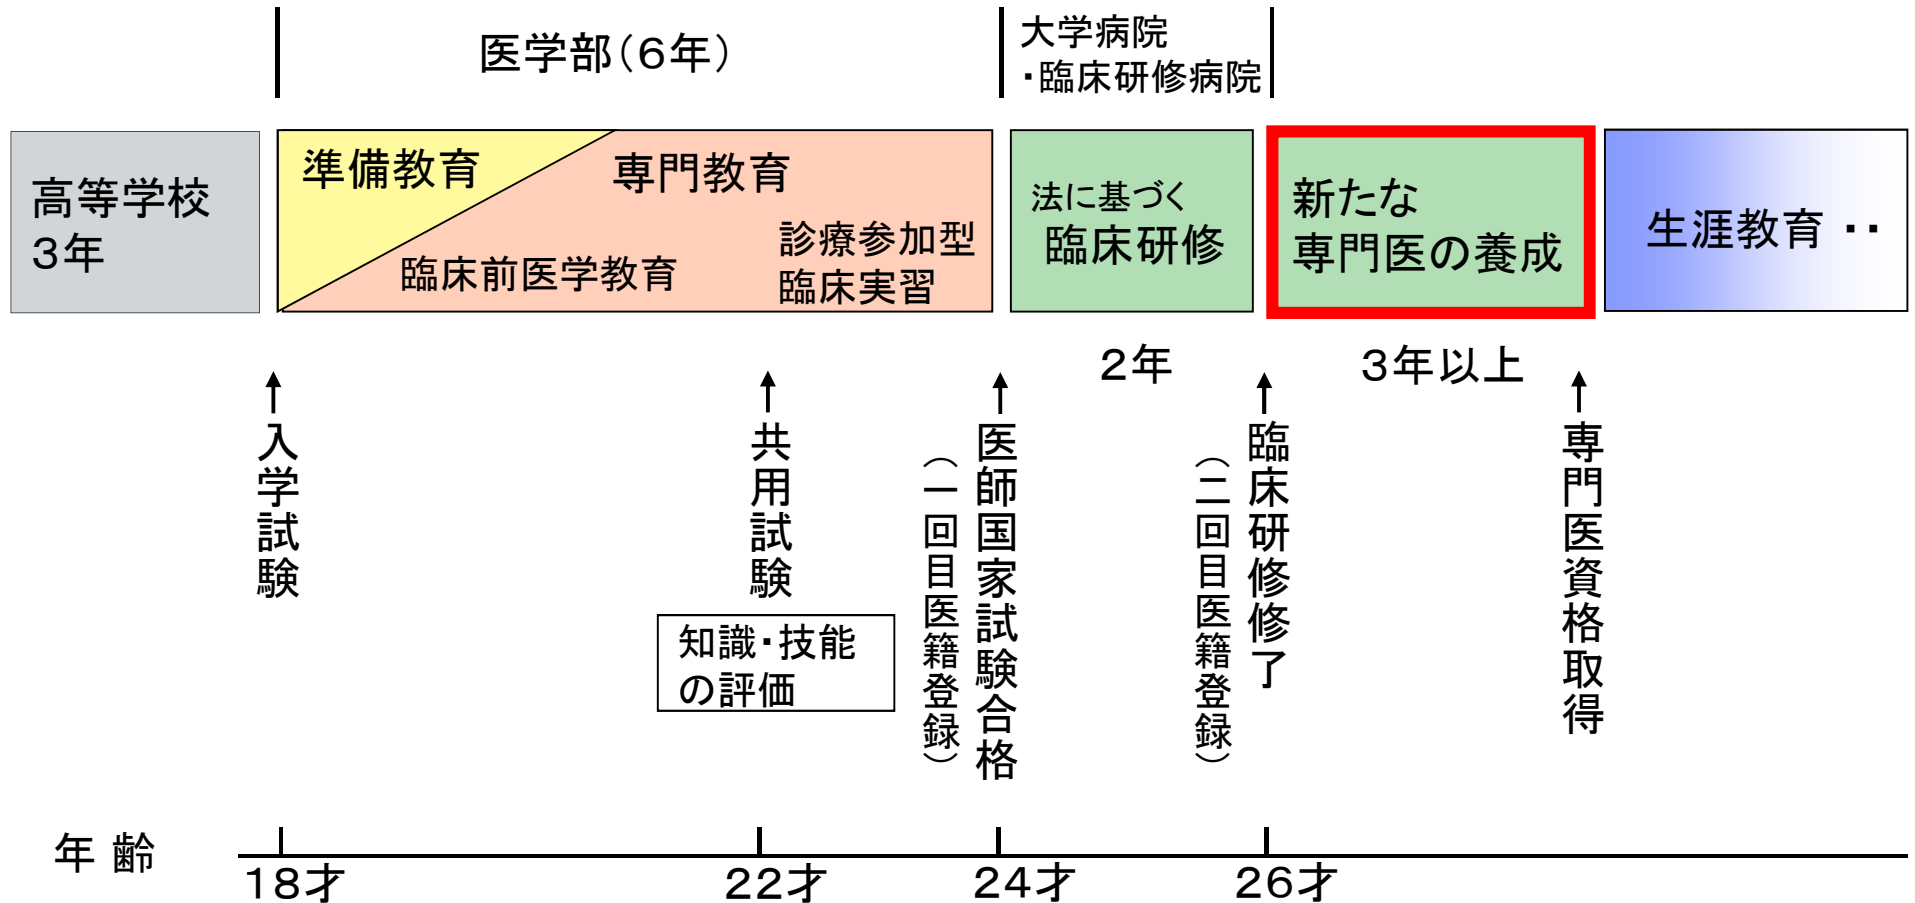 医学部(6年)
大学病院
・臨床研修病院
高等学校
3年
準備教育
専門教育
臨床前医学教育
診療参加型
臨床実習
法に基づく
臨床研修
新たな
専門医の養成
生涯教育 ・・
2年
3年以上
入学試験
共用試験
知識・技能
の評価
医師国家試験合格
(一回目医籍登録)
臨床研修修了
(二回目医籍登録)
専門医資格取得
年 齢
18才
22才
24才
26才